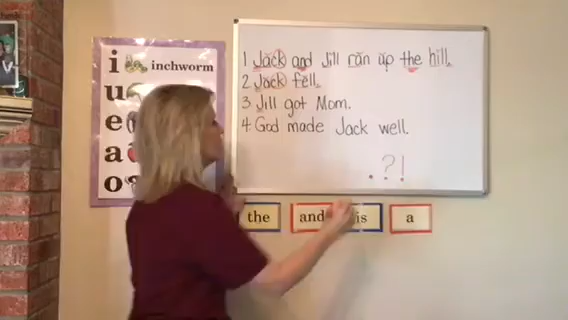 i inchworm
u
e
a
o
1 Jack and Jill ran up the hill.
2 Jack fell.
3 Jill got Mom.
4 God made Jack well.
. ? !
the and is a